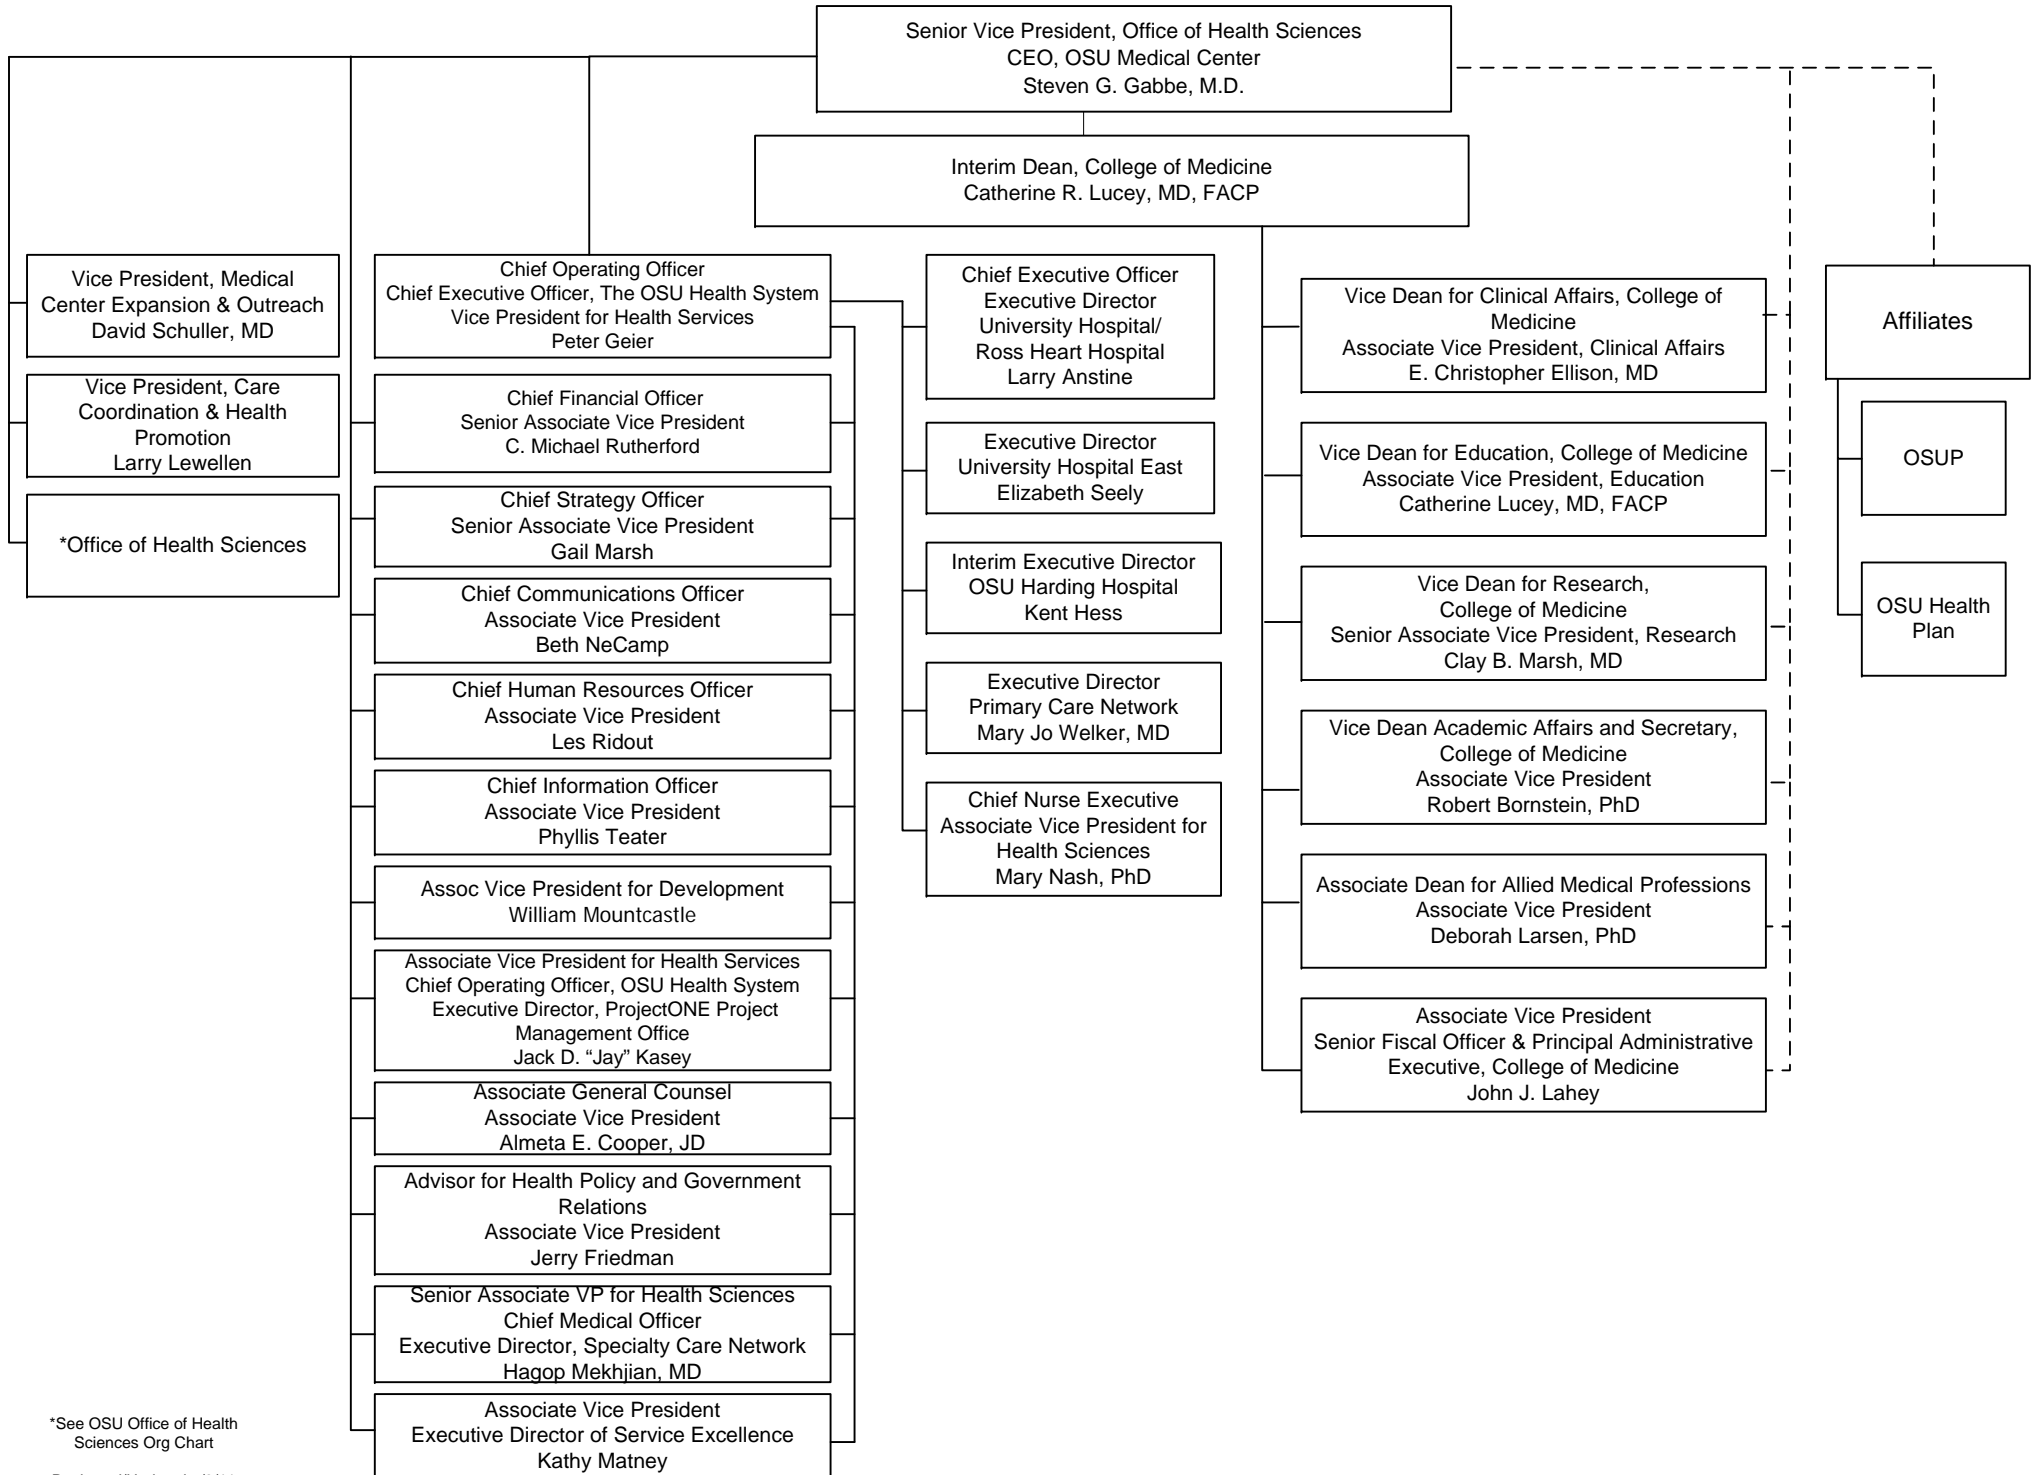 Senior Vice President, Office of Health Sciences
CEO, OSU Medical Center
Steven G. Gabbe, M.D.
Interim Dean, College of Medicine
Catherine R. Lucey, MD, FACP
Vice President, Medical
Center Expansion & Outreach
David Schuller, MD
Vice President, Care
Coordination & Health
Promotion
Larry Lewellen
*Office of Health Sciences
Chief Operating Officer
Chief Executive Officer, The OSU Health System
Vice President for Health Services
Peter Geier
Chief Financial Officer
Senior Associate Vice President
C. Michael Rutherford
Chief Strategy Officer
Senior Associate Vice President
Gail Marsh
Chief Communications Officer
Associate Vice President
Beth NeCamp
Chief Human Resources Officer
Associate Vice President
Les Ridout
Chief Information Officer
Associate Vice President
Phyllis Teater
Assoc Vice President for Development
William Mountcastle
Associate Vice President for Health Services
Chief Operating Officer, OSU Health System
Executive Director, ProjectONE Project
Management Office
Jack D. “Jay” Kasey
Associate General Counsel
Associate Vice President
Almeta E. Cooper, JD
Advisor for Health Policy and Government
Relations
Associate Vice President
Jerry Friedman
Senior Associate VP for Health Sciences
Chief Medical Officer
Executive Director, Specialty Care Network
Hagop Mekhjian, MD
Associate Vice President
Executive Director of Service Excellence
Kathy Matney
Chief Executive Officer
Executive Director
University Hospital/
Ross Heart Hospital
Larry Anstine
Executive Director
University Hospital East
Elizabeth Seely
Interim Executive Director
OSU Harding Hospital
Kent Hess
Executive Director
Primary Care Network
Mary Jo Welker, MD
Chief Nurse Executive
Associate Vice President for
Health Sciences
Mary Nash, PhD
Vice Dean for Clinical Affairs, College of
Medicine
Associate Vice President, Clinical Affairs
E. Christopher Ellison, MD
Vice Dean for Education, College of Medicine
Associate Vice President, Education
Catherine Lucey, MD, FACP
Vice Dean for Research,
College of Medicine
Senior Associate Vice President, Research
Clay B. Marsh, MD
Vice Dean Academic Affairs and Secretary,
College of Medicine
Associate Vice President
Robert Bornstein, PhD
Associate Dean for Allied Medical Professions
Associate Vice President
Deborah Larsen, PhD
Associate Vice President
Senior Fiscal Officer & Principal Administrative
Executive, College of Medicine
John J. Lahey
Affiliates
OSUP
OSU Health
Plan
*See OSU Office of Health
Sciences Org Chart